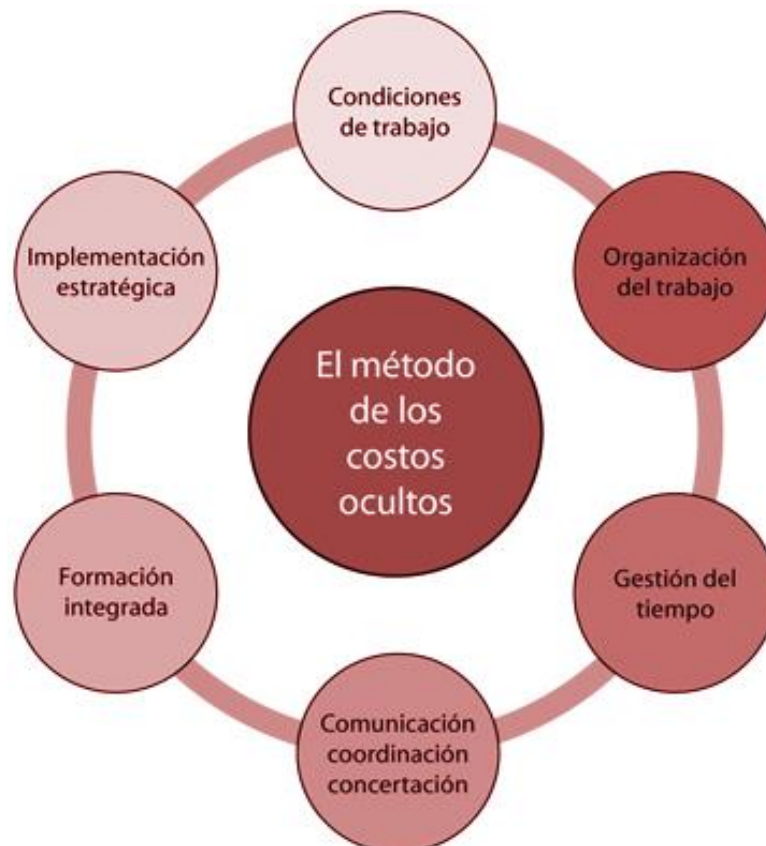 Condiciones
de trabajo
Organización
del trabajo
Gestión del
tiempo
Comunicación
coordinación
concertación
Formación
integrada
Implementación
estratégica
El método
de los
costos
ocultos